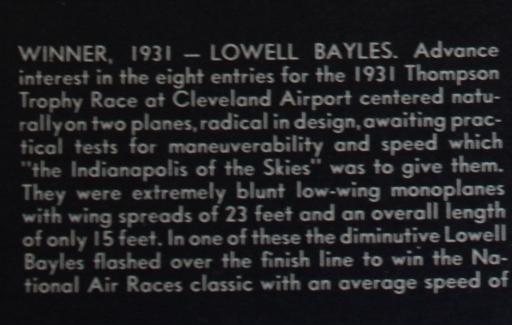 WINNER, 1931 — LOWELL BAYLES. Advance
interest in the eight entries for the 1931 Thompson
Trophy Race at Cleveland Airport centered natu-
rally on two planes, radical in design, awaiting prac-
tical tests for maneuverability and speed which
"the Indianapolis of the Skies" was to give them.
They were extremely blunt low-wing monoplanes
with wing spreads of 23 feet and an overall length
of only 15 feet. In one of these the diminutive Lowell
Bayles flashed over the finish line to win the Na-
tional Air Races classic with an average speed of